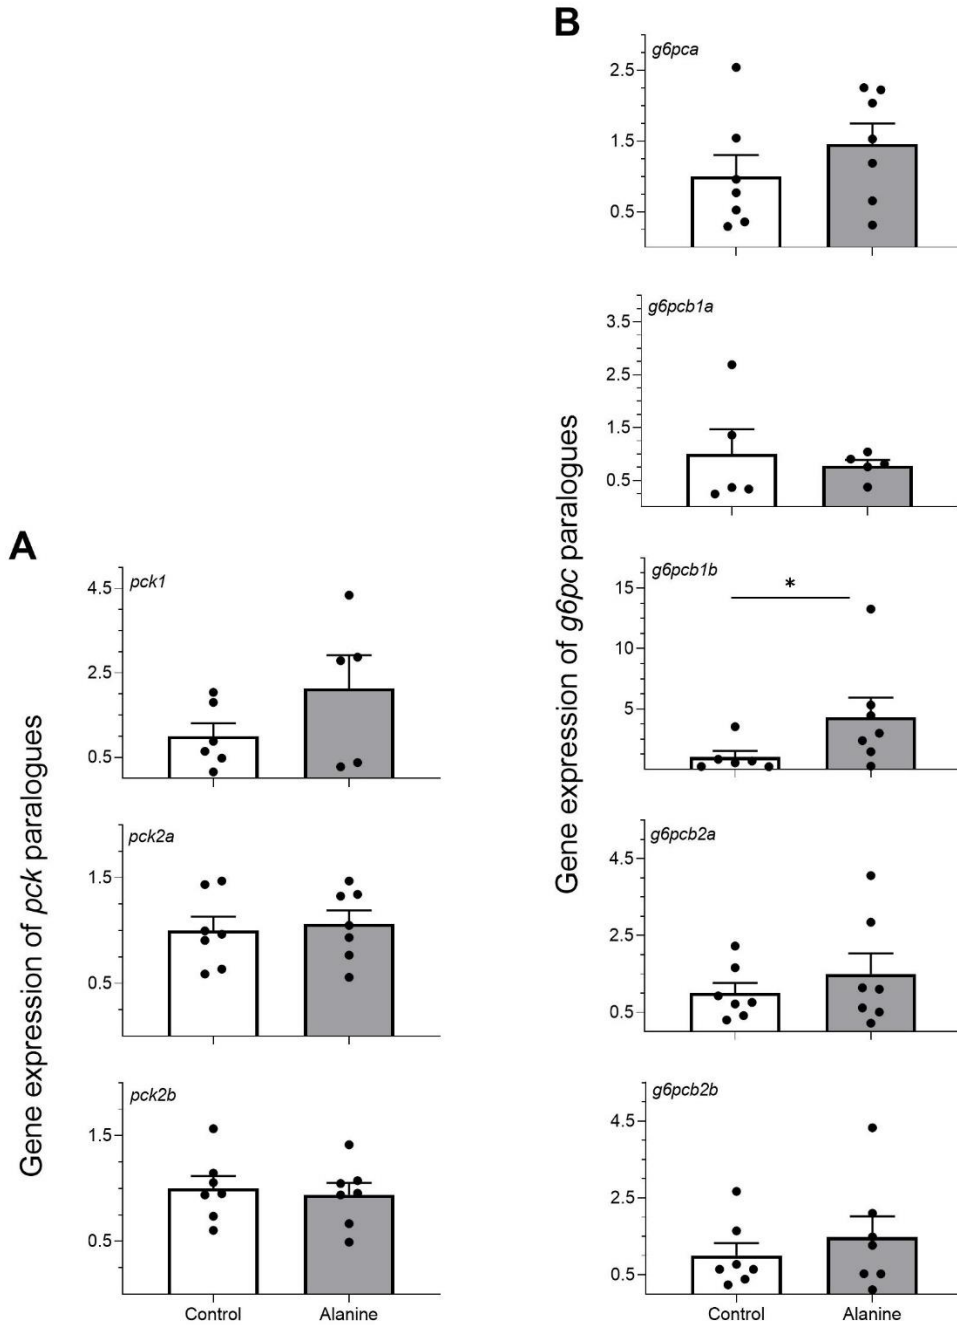 A
Gene expression of pck paralogues
pck1
4.5
2.5
0.5
pck2a
1.5
0.5
pck2b
1.5
0.5
Control Alanine
B
Gene expression of g6pc paralogues
g6pca
2.5
1.5
0.5
g6pcb1a
3.5
2.5
1.5
0.5
g6pcb1b
*
15
10
5
g6pcb2a
4.5
2.5
0.5
g6pcb2b
4.5
2.5
0.5
Control Alanine